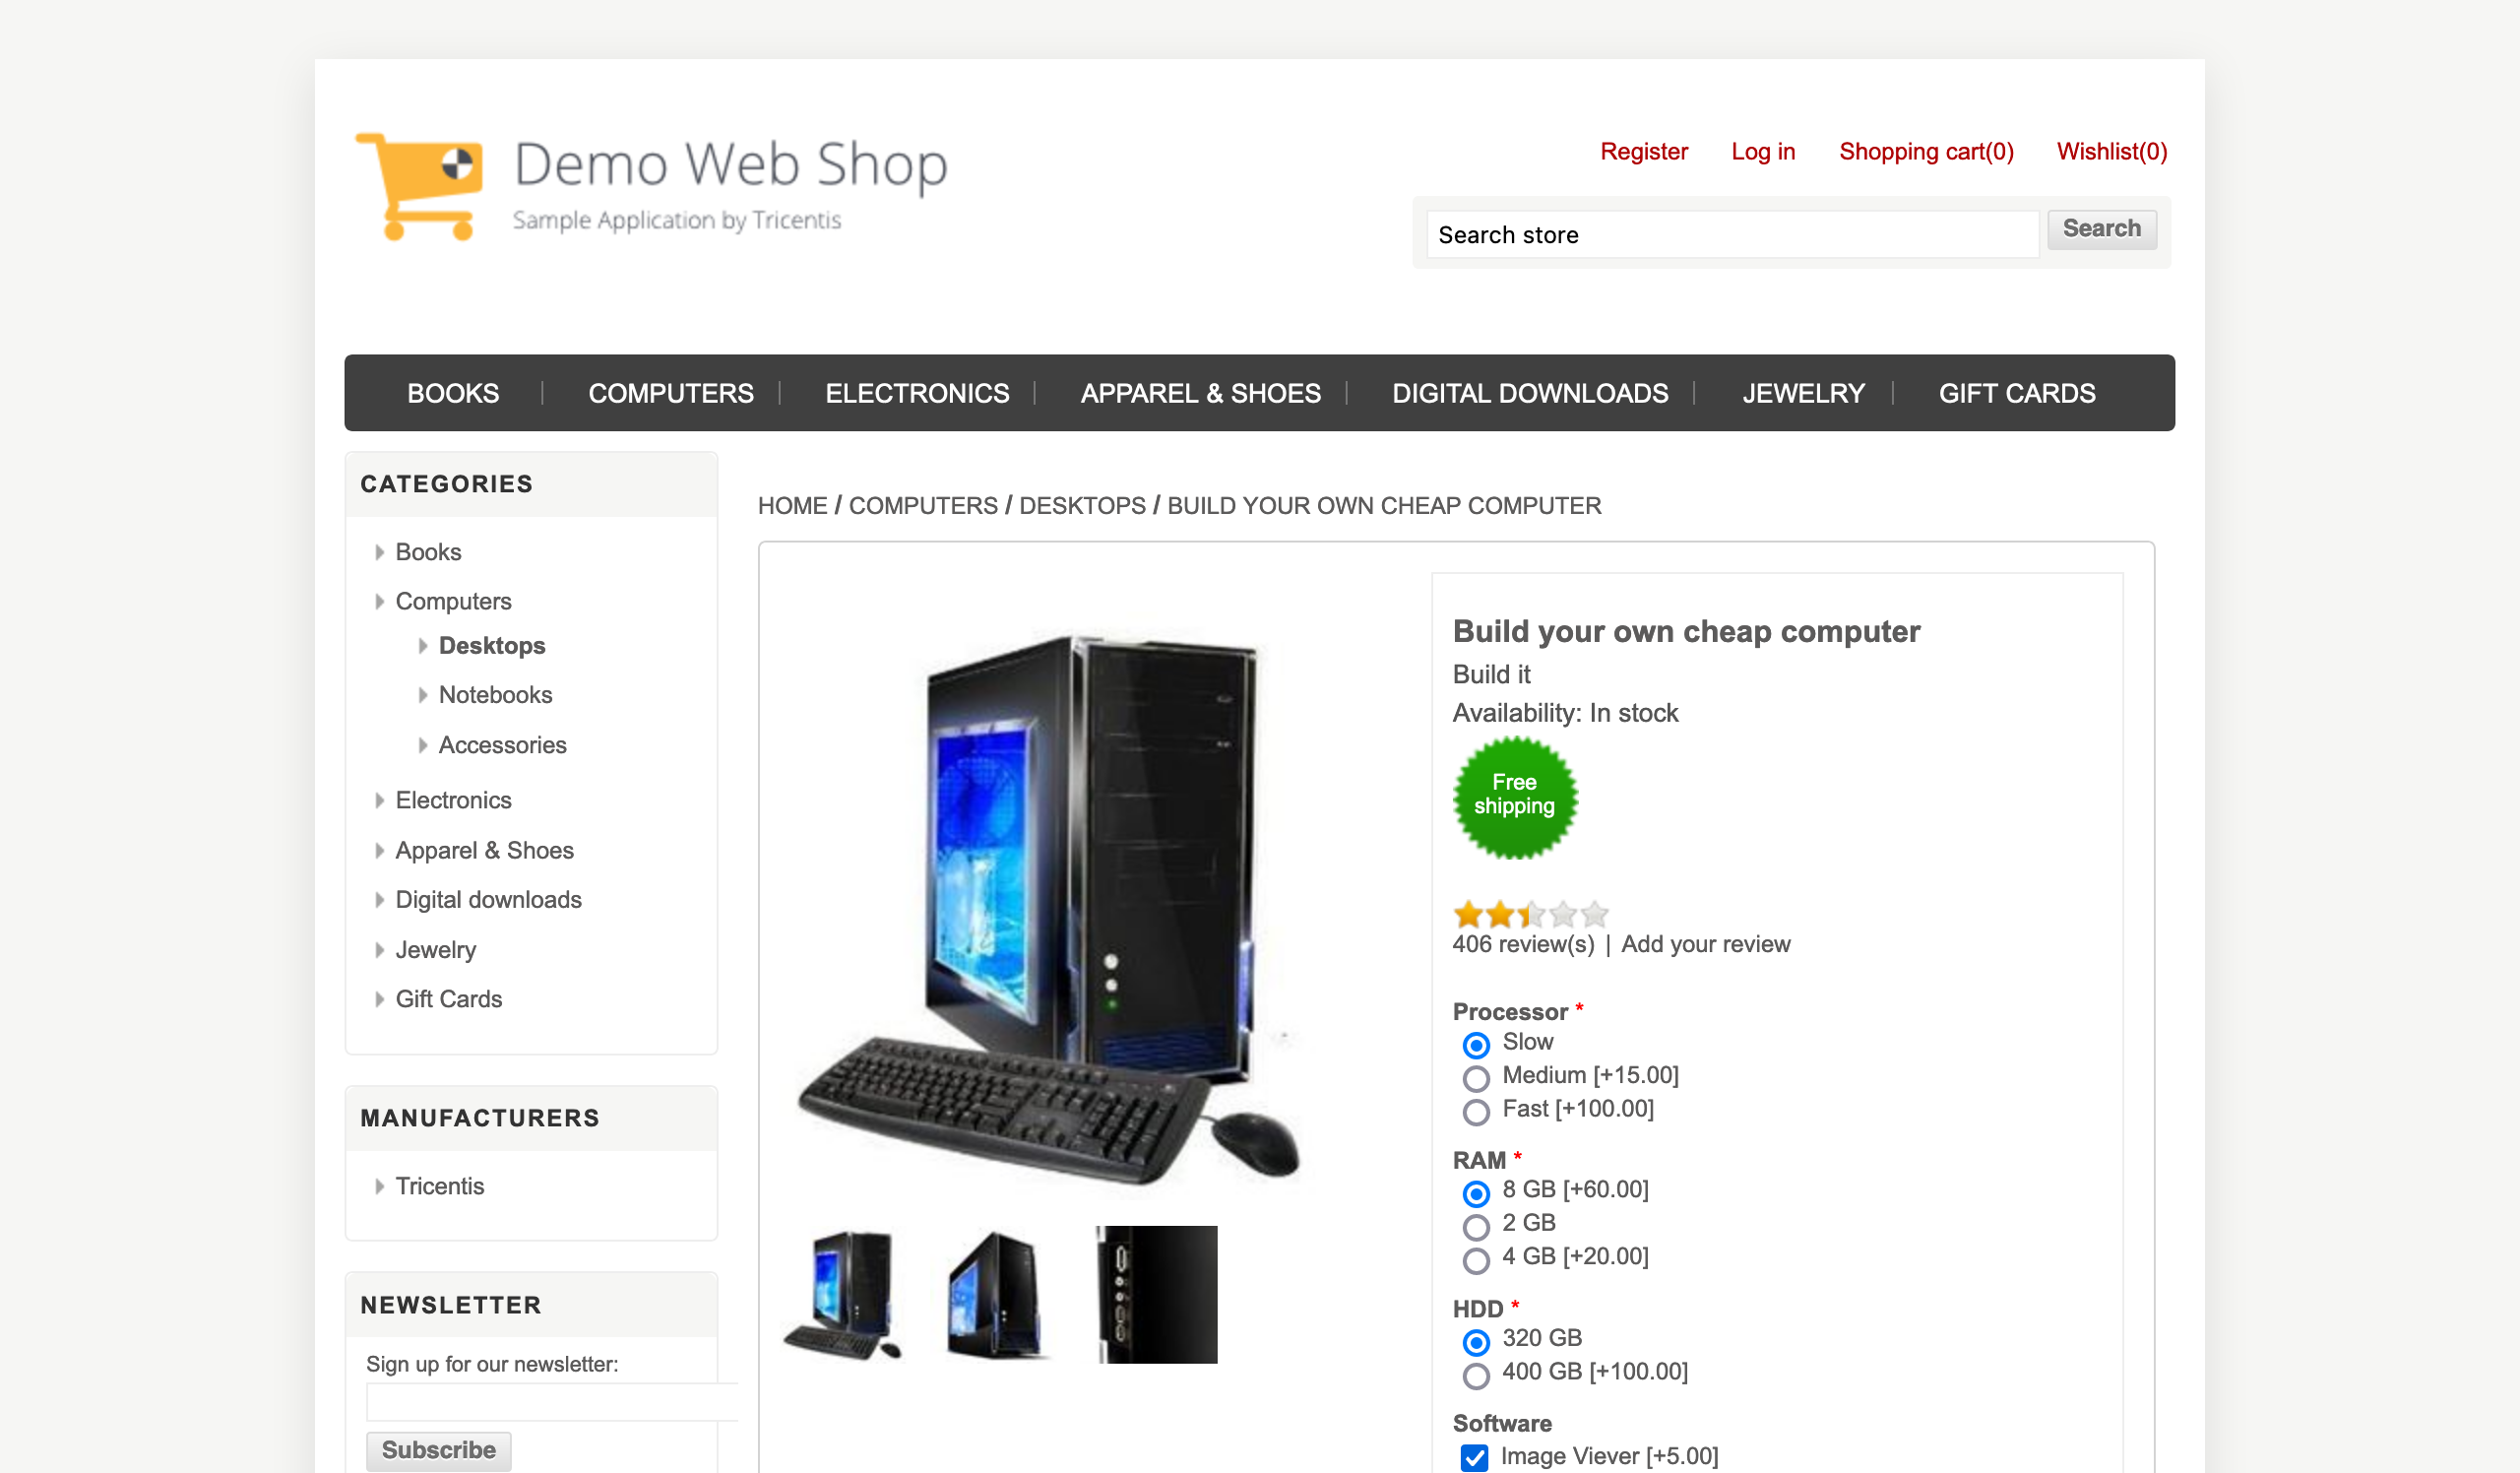 Demo Web Shop
Sample Application by Tricentis
Register Log in Shopping cart(0) Wishlist(0)
Search store Search
BOOKS COMPUTERS ELECTRONICS APPAREL & SHOES DIGITAL DOWNLOADS JEWELRY GIFT CARDS
CATEGORIES
Books
Computers
Desktops
Notebooks
Accessories
Electronics
Apparel & Shoes
Digital downloads
Jewelry
Gift Cards
MANUFACTURERS
Tricentis
NEWSLETTER
Sign up for our newsletter:
Subscribe
HOME / COMPUTERS / DESKTOPS / BUILD YOUR OWN CHEAP COMPUTER
Build your own cheap computer
Build it
Availability: In stock
Free
shipping
406 review(s) | Add your review
Processor *
Slow
Medium [+15.00]
Fast [+100.00]
RAM *
8 GB [+60.00]
2 GB
4 GB [+20.00]
HDD *
320 GB
400 GB [+100.00]
Software
Image Viever [+5.00]